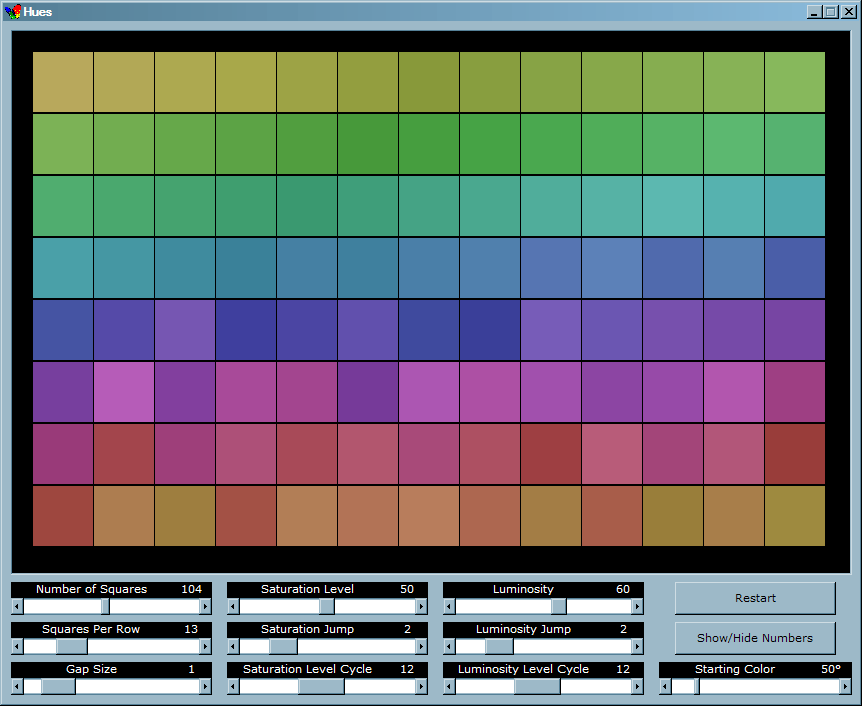 Hues
Number of Squares 104
Saturation Level 50
Luminosity 60
Restart
Squares Per Row 13
Saturation Jump 2
Luminosity Jump 2
Show/Hide Numbers
Gap Size 1
Saturation Level Cycle 12
Luminosity Level Cycle 12
Starting Color 50°